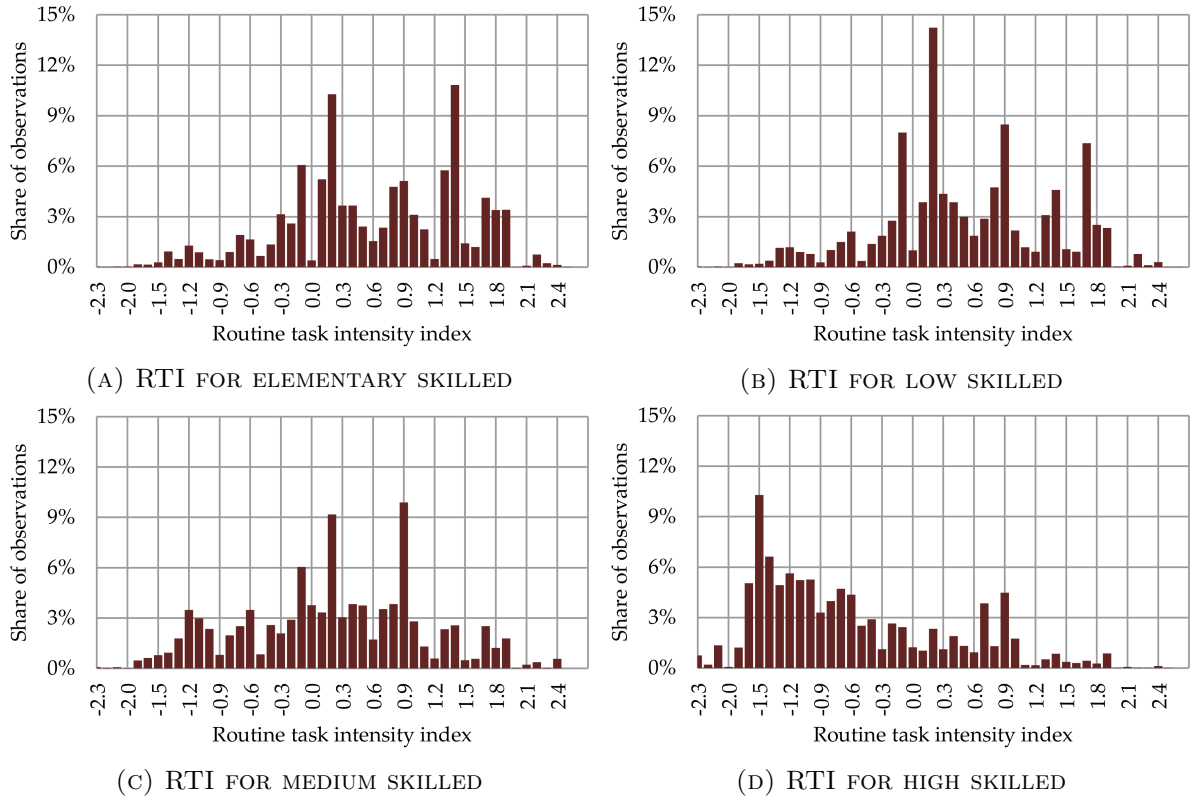 15%
12%
9%
6%
3%
0%
Share of observations
-2.3 -2.0 -1.5 -1.2 -0.9 -0.6 -0.3 0.0 0.3 0.6 0.9 1.2 1.5 1.8 2.1 2.4
Routine task intensity index
(A) RTI FOR ELEMENTARY SKILLED
15%
12%
9%
6%
3%
0%
Share of observations
-2.3 -2.0 -1.5 -1.2 -0.9 -0.6 -0.3 0.0 0.3 0.6 0.9 1.2 1.5 1.8 2.1 2.4
Routine task intensity index
(B) RTI FOR LOW SKILLED
15%
12%
9%
6%
3%
0%
Share of observations
-2.3 -2.0 -1.5 -1.2 -0.9 -0.6 -0.3 0.0 0.3 0.6 0.9 1.2 1.5 1.8 2.1 2.4
Routine task intensity index
(C) RTI FOR MEDIUM SKILLED
15%
12%
9%
6%
3%
0%
Share of observations
-2.3 -2.0 -1.5 -1.2 -0.9 -0.6 -0.3 0.0 0.3 0.6 0.9 1.2 1.5 1.8 2.1 2.4
Routine task intensity index
(D) RTI FOR HIGH SKILLED